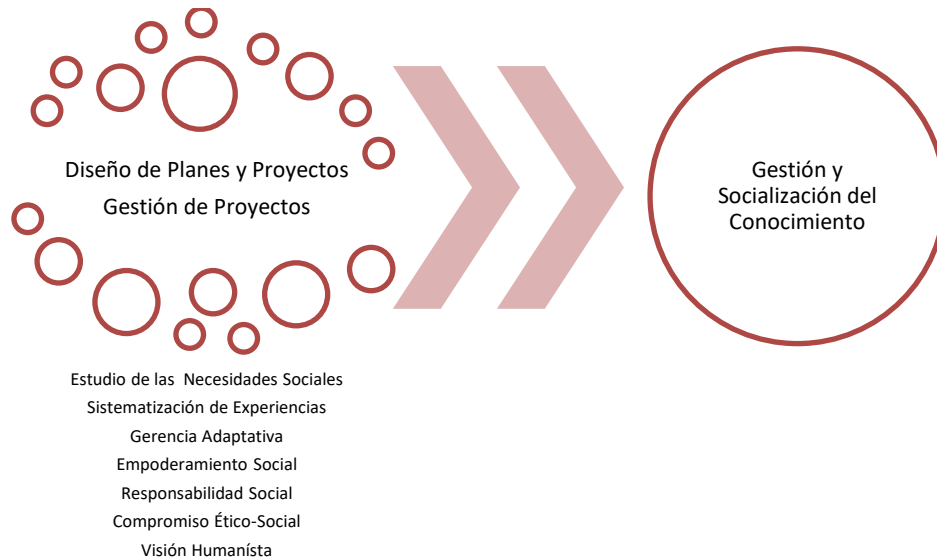 Diseño de Planes y Proyectos
Gestión de Proyectos
Estudio de las  Necesidades Sociales
Sistematización de Experiencias
Gerencia Adaptativa
Empoderamiento Social
Responsabilidad Social
Compromiso Ético-Social
Visión Humanísta
Gestión y
Socialización del
Conocimiento